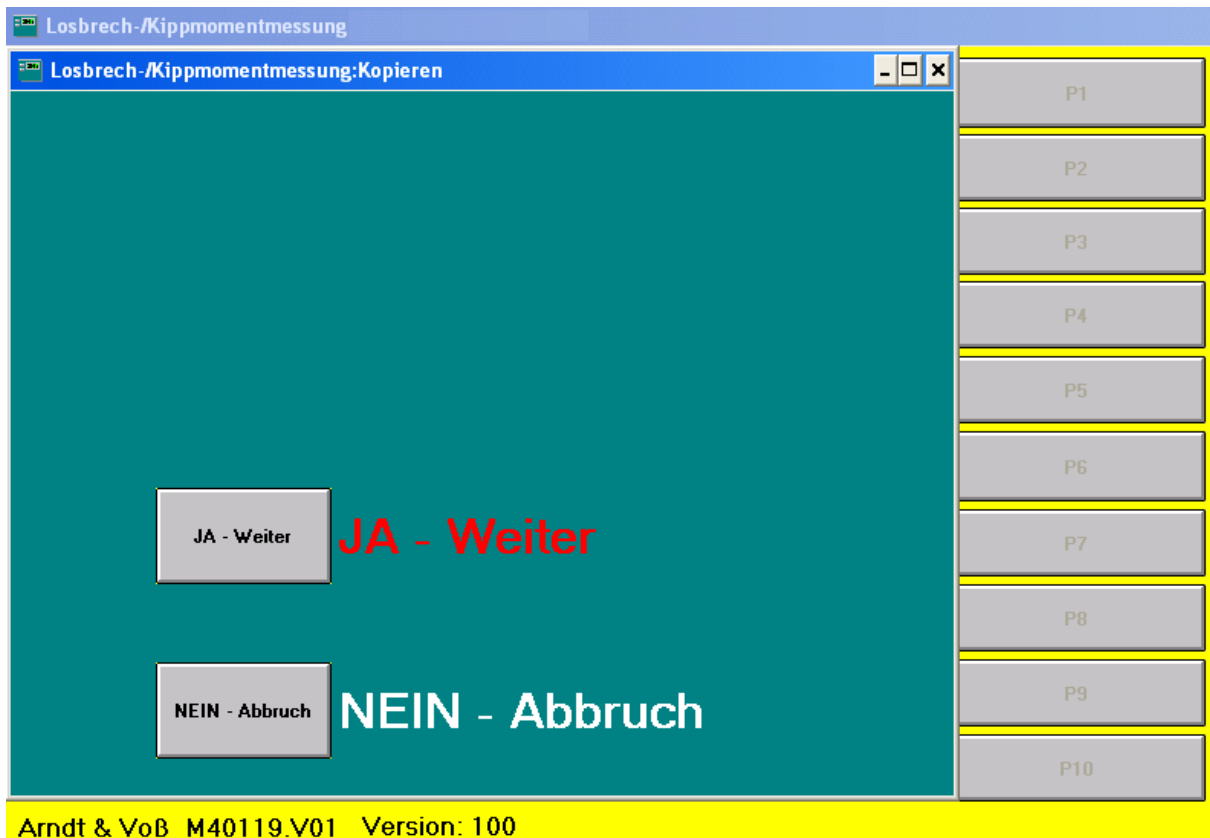 Losbrech-/Kippmomentmessung
Losbrech-/Kippmomentmessung:Kopieren
P1
P2
P3
P4
P5
P6
P7
P8
P9
P10
JA - Weiter JA - Weiter
NEIN - Abbruch NEIN - Abbruch
Arndt & Voß M40119.V01 Version: 100